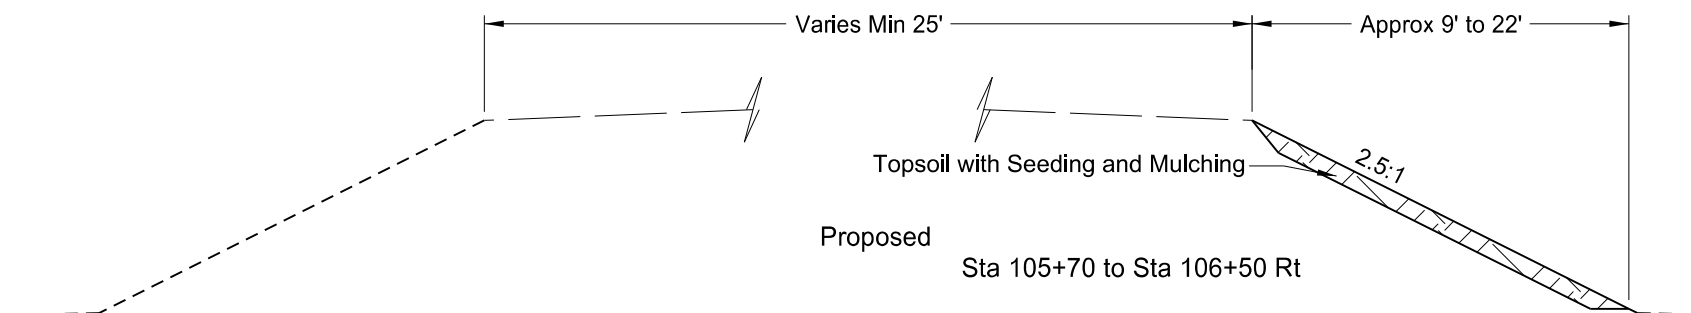 Varies Min 25'
Approx 9' to 22'
Topsoil with Seeding and Mulching
2.5:1
Proposed
Sta 105+70 to Sta 106+50 Rt